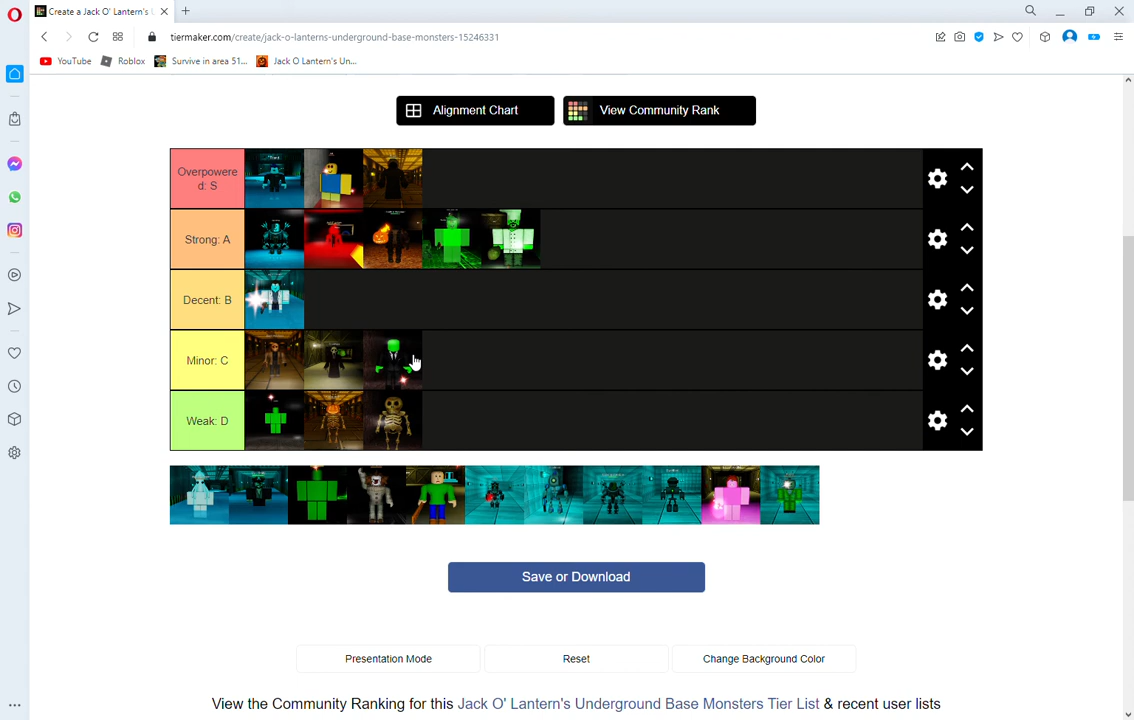 Create a Jack O' Lantern's U
tiermaker.com/create/jack-o-lanterns-underground-base-monsters-15246331
YouTube
Roblox
Survive in area 51...
Jack O Lantern's Un...
Alignment Chart
View Community Rank
Overpowere
d: S
Strong: A
Decent: B
Minor: C
Weak: D
Save or Download
Presentation Mode
Reset
Change Background Color
View the Community Ranking for this Jack O' Lantern's Underground Base Monsters Tier List & recent user lists